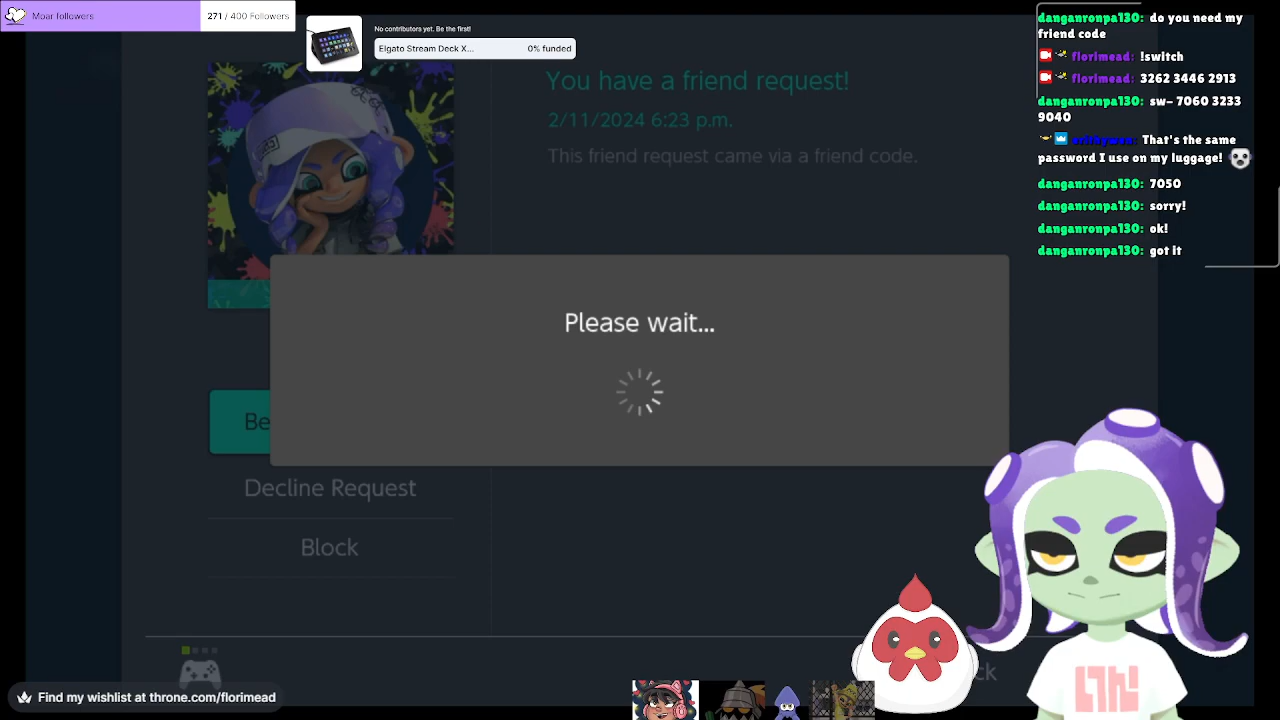 Moar followers
271 / 400 Followers
No contributors yet. Be the first!
Elgato Stream Deck X...
0% funded
You have a friend request!
2/11/2024 6:23 p.m.
This friend request came via a friend code.
Please wait...
Be
Decline Request
Block
ck
Find my wishlist at throne.com/florimead
danganronpa130: do you need my
friend code
florimead: !switch
florimead: 3262 3446 2913
danganronpa130: sw- 7060 3233
9040
That's the same
password I use on my luggage!
danganronpa130: 7050
danganronpa130: sorry!
danganronpa130: ok!
danganronpa130: got it